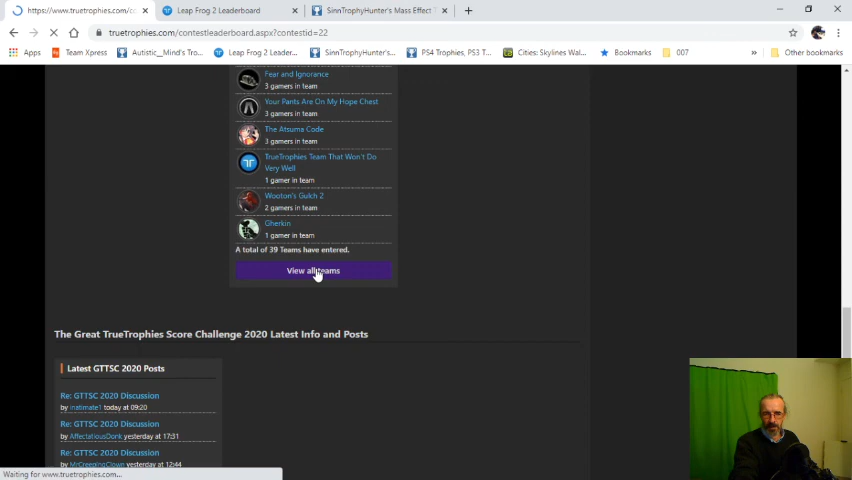 https://www.truetrophies.com/cc
Leap Frog 2 Leaderboard
SinnTrophyHunter's Mass Effect T
truetrophies.com/contestleaderboard.aspx?contestid=22
Apps
Team Xpress
Autistic__Mind's Tro...
Leap Frog 2 Leader...
SinnTrophyHunter's...
PS4 Trophies, PS3 T...
Cities: Skylines Wal...
Bookmarks
007
Other bookmarks
Fear and Ignorance
3 gamers in team
Your Pants Are On My Hope Chest
3 gamers in team
The Atsuma Code
3 gamers in team
TrueTrophies Team That Won't Do
Very Well
1 gamer in team
Wooton's Gulch 2
2 gamers in team
Gherkin
1 gamer in team
A total of 39 Teams have entered.
View all teams
The Great TrueTrophies Score Challenge 2020 Latest Info and Posts
Latest GTTSC 2020 Posts
Re: GTTSC 2020 Discussion
by inatimate1 today at 09:20
Re: GTTSC 2020 Discussion
by AffectatiousDonk yesterday at 17:31
Re: GTTSC 2020 Discussion
by MrCreepingClown yesterday at 12:44
Waiting for www.truetrophies.com...